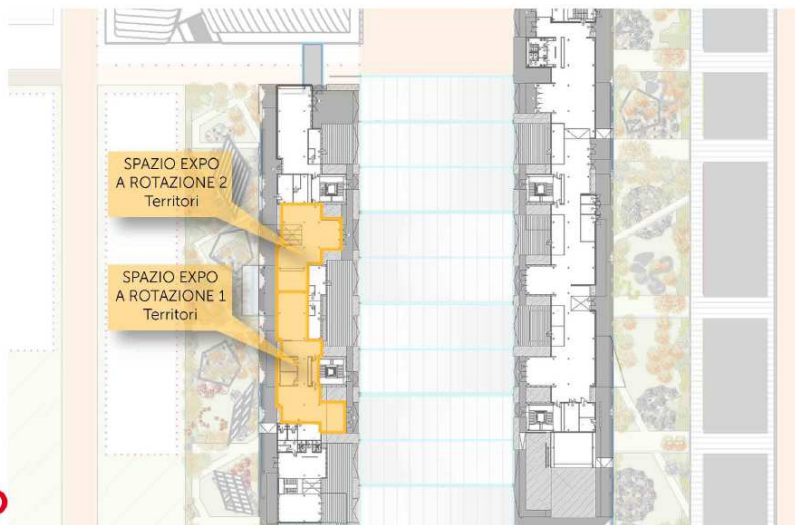 SPAZIO EXPO
A ROTAZIONE 2
Territori
SPAZIO EXPO
A ROTAZIONE 1
Territori